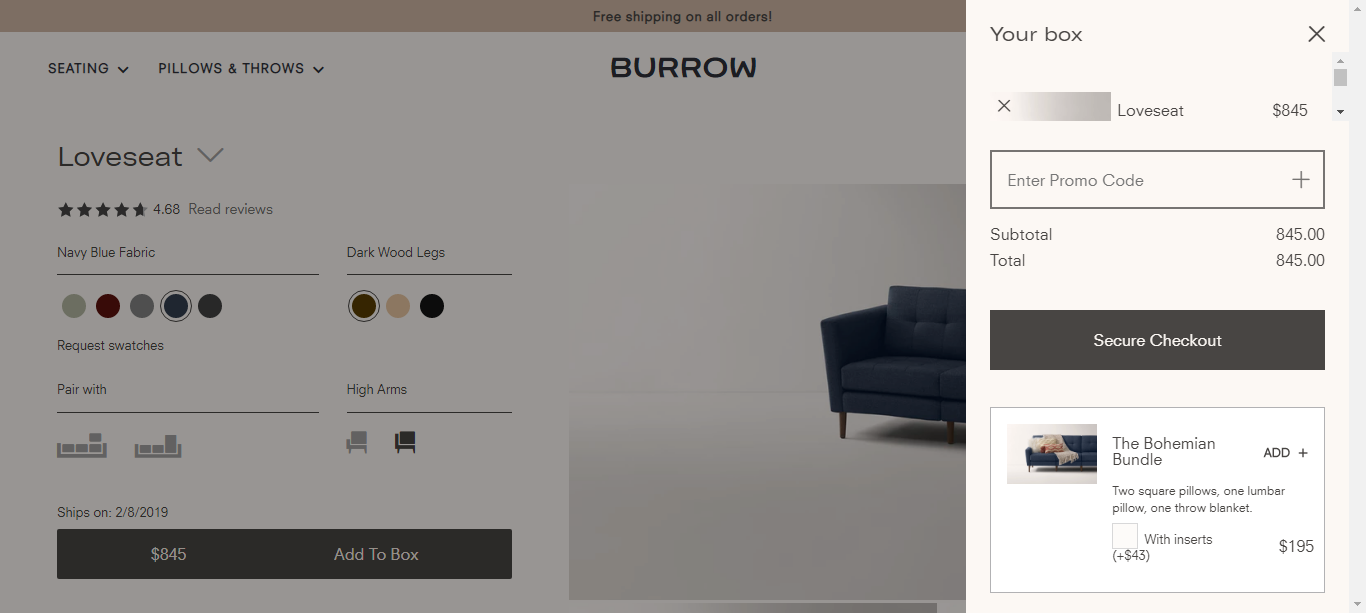 Free shipping on all orders!
SEATING
PILLOWS & THROWS
BURROW
Loveseat
4.68 Read reviews
Navy Blue Fabric
Dark Wood Legs
Request swatches
Pair with
High Arms
Ships on: 2/8/2019
$845 Add To Box
Your box
Loveseat $845
Enter Promo Code
Subtotal 845.00
Total 845.00
Secure Checkout
The Bohemian
Bundle
ADD +
Two square pillows, one lumbar
pillow, one throw blanket.
With inserts
(+$43)
$195